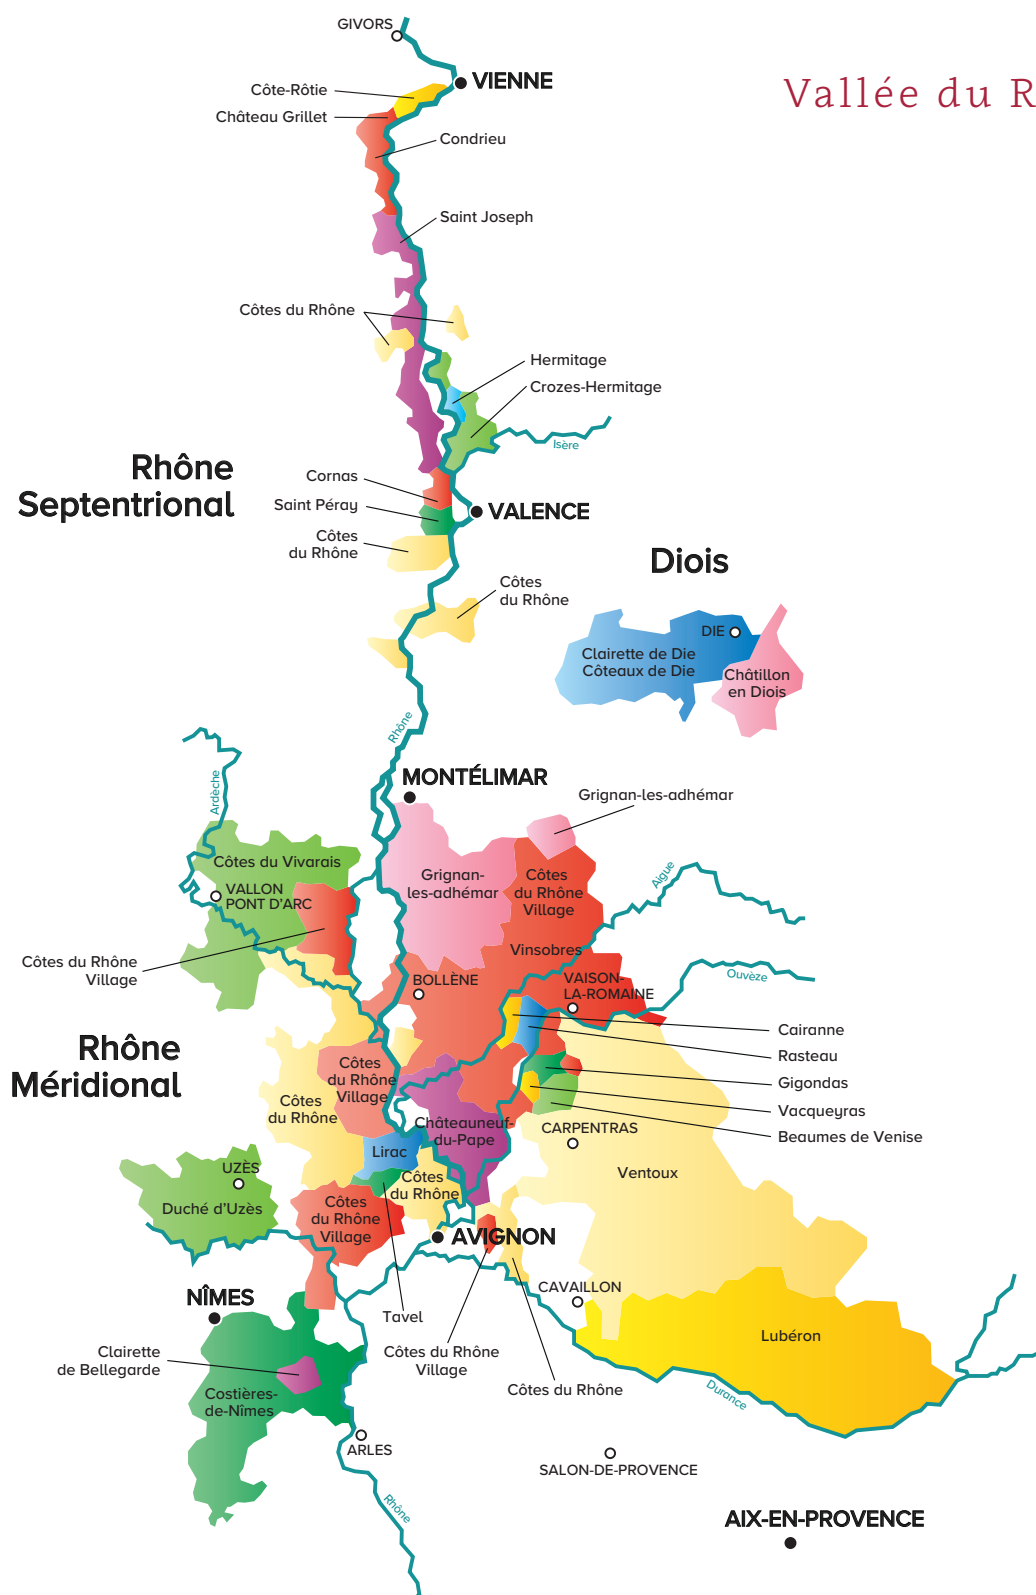 GIVORS
VIENNE
Vallée du R
Côte-Rôtie
Château Grillet
Condrieu
Saint Joseph
Côtes du Rhône
Hermitage
Crozes-Hermitage
Isère
Rhône
Septentrional
Cornas
Saint Péray
VALENCE
Côtes
du Rhône
Diois
Côtes
du Rhône
DIE
Clairette de Die
Côteaux de Die
Châtillon
en Diois
Rhône
Ardèche
MONTÉLIMAR
Grignan-les-adhémar
Côtes du Vivarais
VALLON
PONT D'ARC
Grignan-
les-adhémar
Côtes
du Rhône
Village
Aigue
Vinsobres
Côtes du Rhône
Village
BOLLÈNE
VAISON-
LA-ROMAINE
Ouvèze
Cairanne
Rasteau
Gigondas
Vacqueyras
Beaumes de Venise
Rhône
Méridional
Côtes
du Rhône
Village
Côtes
du Rhône
Châteauneuf-
du-Pape
CARPENTRAS
Lirac
UZÈS
Côtes
du Rhône
Ventoux
Duché d'Uzès
Côtes
du Rhône
Village
AVIGNON
CAVAILLON
NÎMES
Tavel
Lubéron
Clairette
de Bellegarde
Côtes du Rhône
Village
Côtes du Rhône
Durance
Costières-
de-Nîmes
ARLES
SALON-DE-PROVENCE
Rhône
AIX-EN-PROVENCE